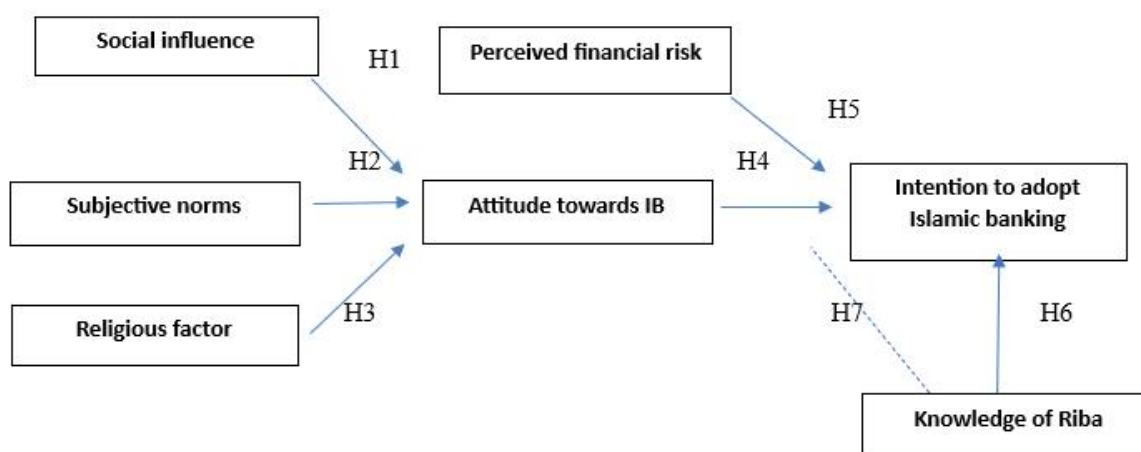 Social influence
H1
Perceived financial risk
H5
H2
H4
Subjective norms
Attitude towards IB
Intention to adopt
Islamic banking
Religious factor
H3
H7
H6
Knowledge of Riba